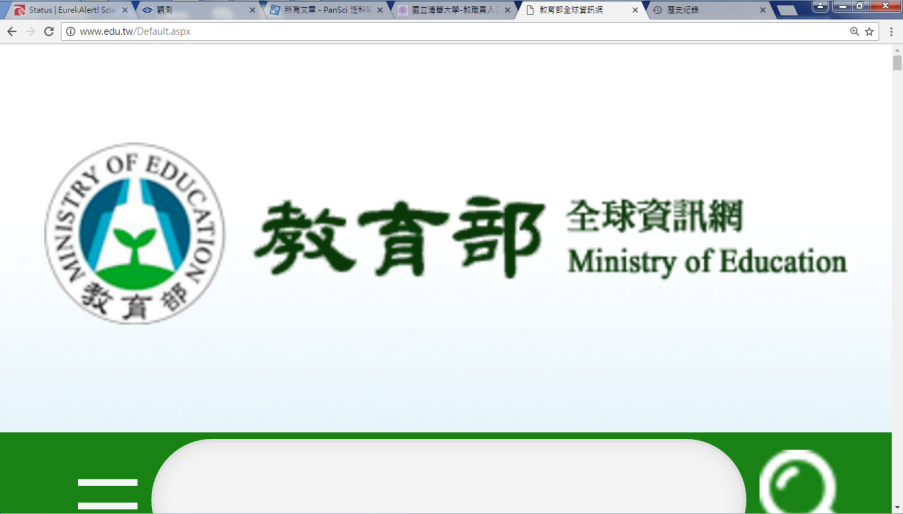 Status | EurekAlert! Scie
觀測
所有文章 - PanSci 泛科學
國立清華大學-教職員人
教育部全球資訊網
歷史紀錄
www.edu.tw/Default.aspx
MINISTRY OF EDUCATION
教育部
教育部
全球資訊網
Ministry of Education